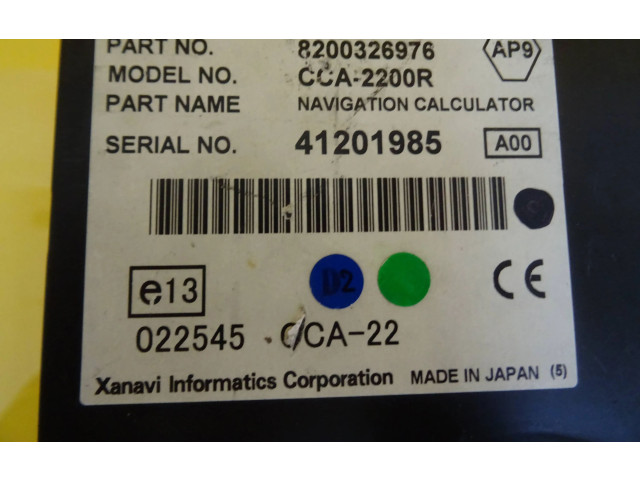 PART NO. 8200326976 AP9
MODEL NO. CCA-2200R
PART NAME NAVIGATION CALCULATOR
SERIAL NO. 41201985 A00
e13 D2 CE
022545 CCA-22
Xanavi Informatics Corporation MADE IN JAPAN (5)